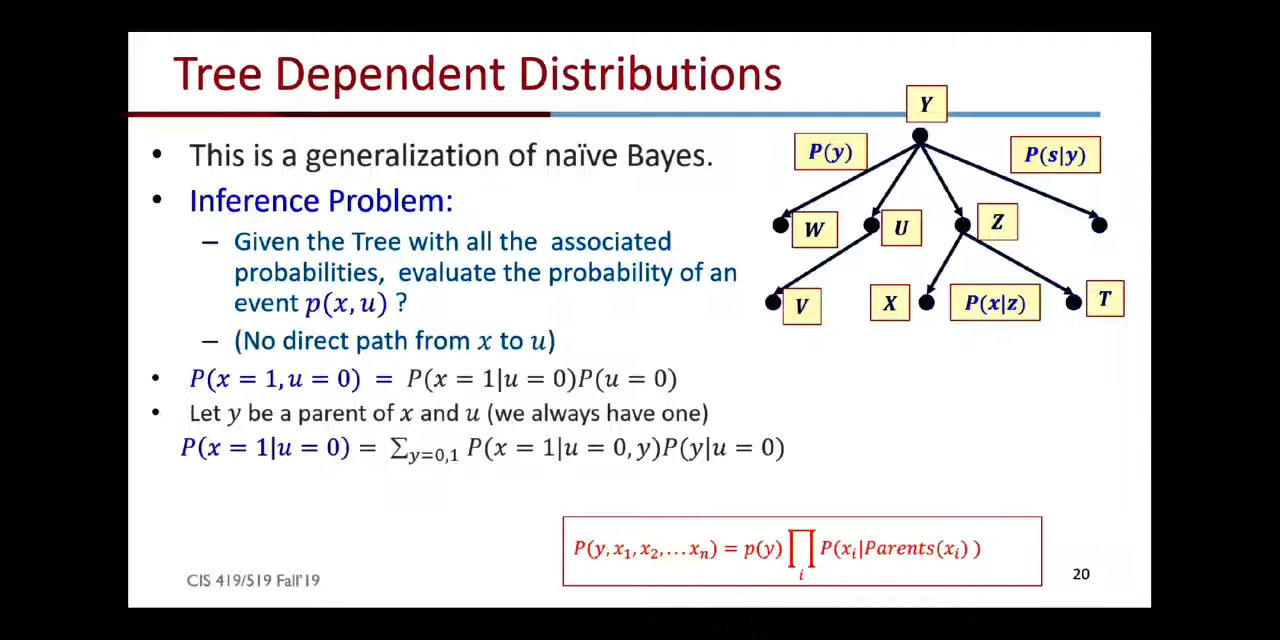 Tree Dependent Distributions
• This is a generalization of naïve Bayes.
• Inference Problem:
– Given the Tree with all the associated
probabilities, evaluate the probability of an
event p(x, u) ?
– (No direct path from x to u)
• P(x = 1, u = 0) = P(x = 1|u = 0)P(u = 0)
• Let y be a parent of x and u (we always have one)
P(x = 1|u = 0) = ∑y=0,1 P(x = 1|u = 0, y)P(y|u = 0)
Y
P(y)
P(s|y)
W
U
Z
V
X
P(x|z)
T
P(y, x₁, x₂, … xₙ) = p(y) ∏i P(xᵢ|Parents(xᵢ) )
CIS 419/519 Fall'19
20